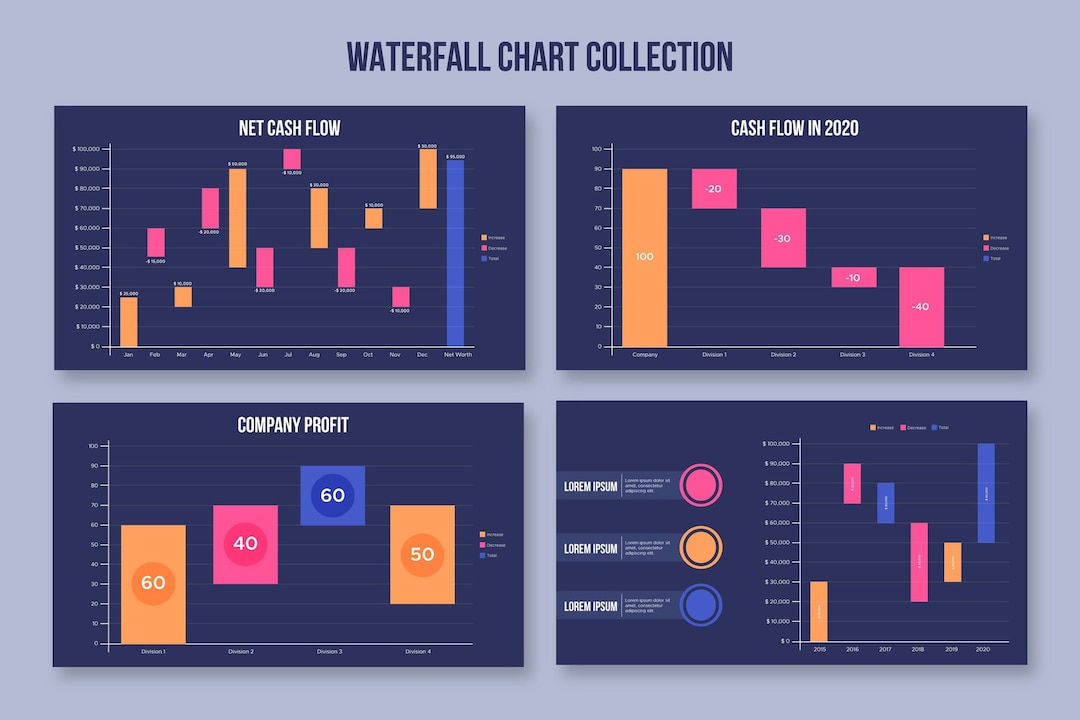 WATERFALL CHART COLLECTION
NET CASH FLOW
$ 100,000
$ 90,000
$ 80,000
$ 70,000
$ 60,000
$ 50,000
$ 40,000
$ 30,000
$ 20,000
$ 10,000
$ 0
$ 25,000
-$ 15,000
$ 10,000
-$ 20,000
$ 50,000
-$ 20,000
-$ 10,000
$ 30,000
-$ 20,000
$ 10,000
-$ 10,000
$ 30,000
$ 95,000
Jan Feb Mar Apr May Jun Jul Aug Sep Oct Nov Dec Net Worth
Increase
Decrease
Total
CASH FLOW IN 2020
100
90
80
70
60
50
40
30
20
10
0
100
-20
-30
-10
-40
Company Division 1 Division 2 Division 3 Division 4
Increase
Decrease
Total
COMPANY PROFIT
100
90
80
70
60
50
40
30
20
10
0
60
40
60
50
Division 1 Division 2 Division 3 Division 4
Increase
Decrease
Total
LOREM IPSUM
Lorem ipsum dolor sit
amet, consectetur
adipiscing elit.
LOREM IPSUM
Lorem ipsum dolor sit
amet, consectetur
adipiscing elit.
LOREM IPSUM
Lorem ipsum dolor sit
amet, consectetur
adipiscing elit.
Increase Decrease Total
$ 100,000
$ 90,000
$ 80,000
$ 70,000
$ 60,000
$ 50,000
$ 40,000
$ 30,000
$ 20,000
$ 10,000
$ 0
2015 2016 2017 2018 2019 2020